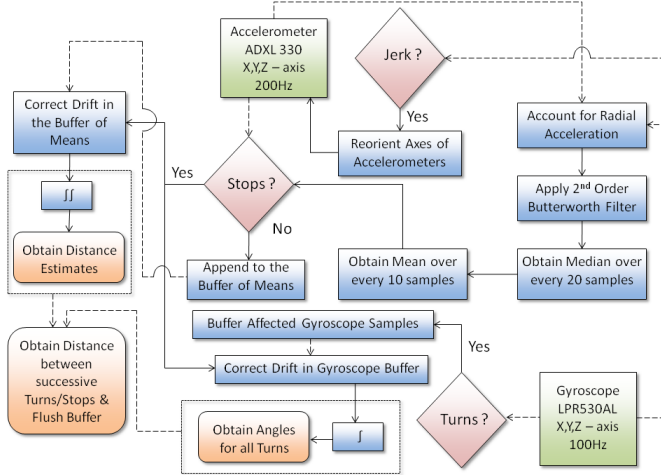 Accelerometer
ADXL 330
X,Y,Z – axis
200Hz
Jerk ?
Yes
Reorient Axes of
Accelerometers
Account for Radial
Acceleration
Apply 2nd Order
Butterworth Filter
Obtain Median over
every 20 samples
Obtain Mean over
every 10 samples
Stops ?
Yes
No
Correct Drift in
the Buffer of
Means
∫∫
Obtain Distance
Estimates
Append to the
Buffer of Means
Obtain Distance
between
successive
Turns/Stops &
Flush Buffer
Buffer Affected Gyroscope Samples
Correct Drift in Gyroscope Buffer
Yes
Turns ?
Gyroscope
LPR530AL
X,Y,Z – axis
100Hz
Obtain Angles
for all Turns
∫